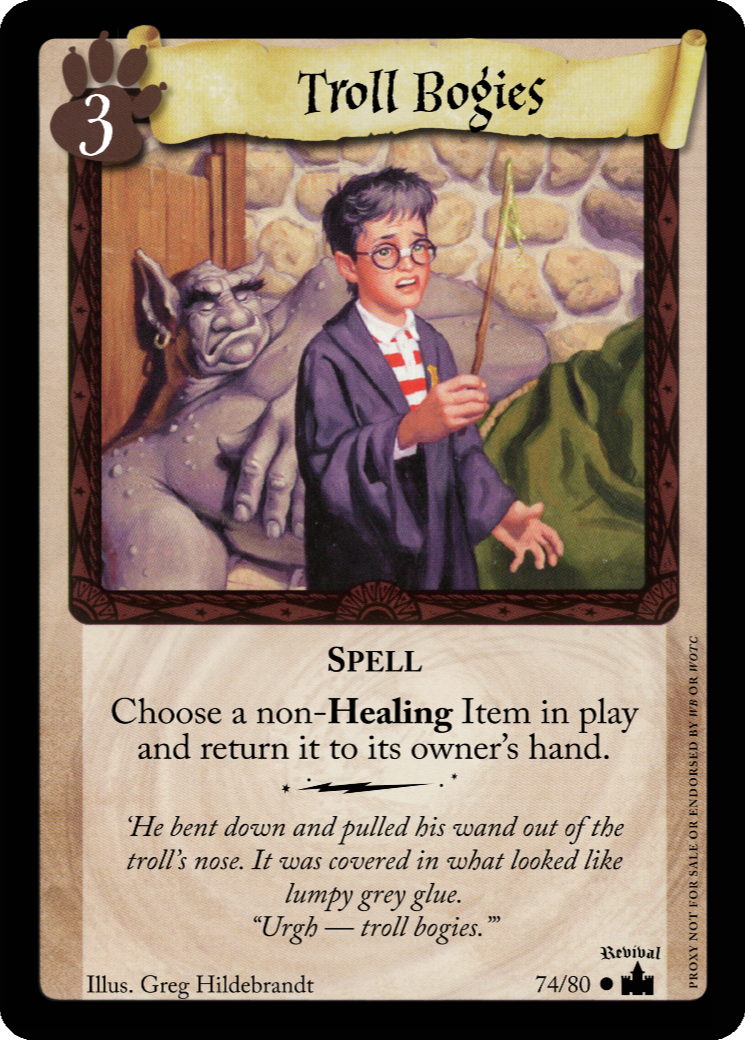 3
Troll Bogies
SPELL
Choose a non-Healing Item in play
and return it to its owner's hand.
‘He bent down and pulled his wand out of the
troll's nose. It was covered in what looked like
lumpy grey glue.
“Urgh — troll bogies.”’
Revival
Illus. Greg Hildebrandt
74/80
PROXY NOT FOR SALE OR ENDORSED BY WB OR WOTC